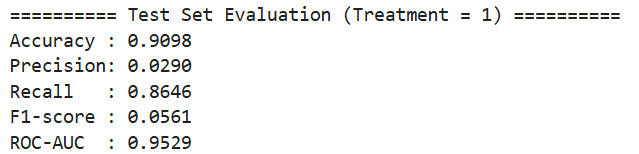 ========== Test Set Evaluation (Treatment = 1) ==========
Accuracy : 0.9098
Precision: 0.0290
Recall   : 0.8646
F1-score : 0.0561
ROC-AUC  : 0.9529